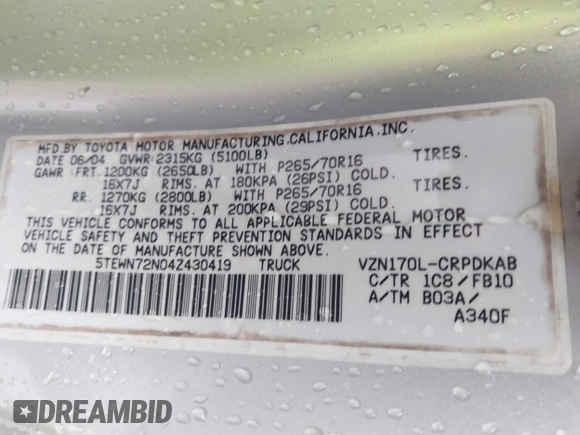 MFD BY TOYOTA MOTOR MANUFACTURING,CALIFORNIA,INC.
DATE 06/04 GVWR:2315KG (5100LB)
GAWR :FRT.1200KG (2650LB) WITH P265/70R16 TIRES.
16X7J RIMS. AT 180KPA (26PSI) COLD.
RR. 1270KG (2800LB) WITH P265/70R16 TIRES.
16X7J RIMS. AT 200KPA (29PSI) COLD.
THIS VEHICLE CONFORMS TO ALL APPLICABLE FEDERAL MOTOR
VEHICLE SAFETY AND THEFT PREVENTION STANDARDS IN EFFECT
ON THE DATE OF MANUFACTURE SHOWN ABOVE.
5TEWN72N04Z430419 TRUCK VZN170L-CRPDKAB
C/TR 1C8/FB10
A/TM B03A/
A340F
DREAMBID